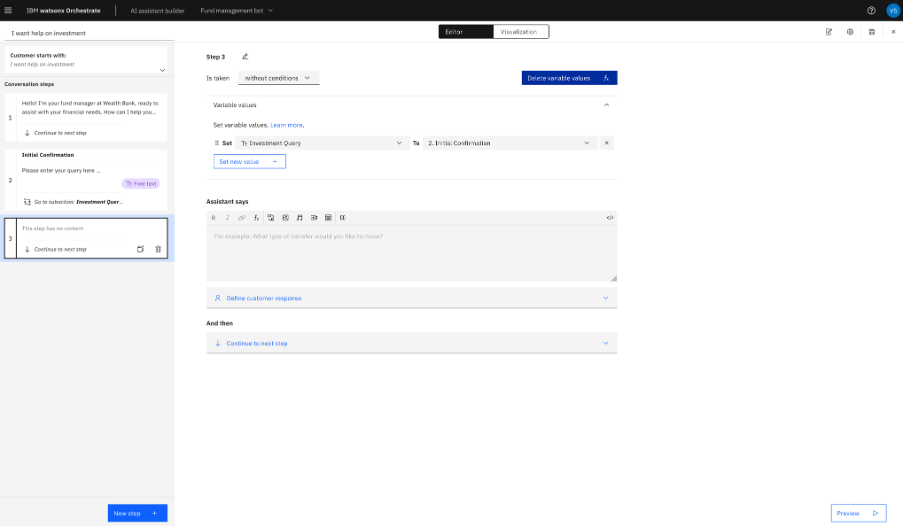 IBM watsonx Orchestrate
AI assistant builder
Fund management bot
VS
I want help on investment
Editor
Visualization
Customer starts with:
I want help on investment
Conversation steps
1
Hello! I'm your fund manager at Wealth Bank, ready to
assist with your financial needs. How can I help you...
Continue to next step
2
Initial Confirmation
Please enter your query here ...
Free text
Go to subaction: Investment Quer...
3
This step has no content
Continue to next step
New step +
Step 3
Is taken
without conditions
Delete variable values
Variable values
Set variable values. Learn more.
Set
Investment Query
To
2. Initial Confirmation
Set new value +
Assistant says
B I
For example: What type of transfer would you like to make?
Define customer response
And then
Continue to next step
Preview